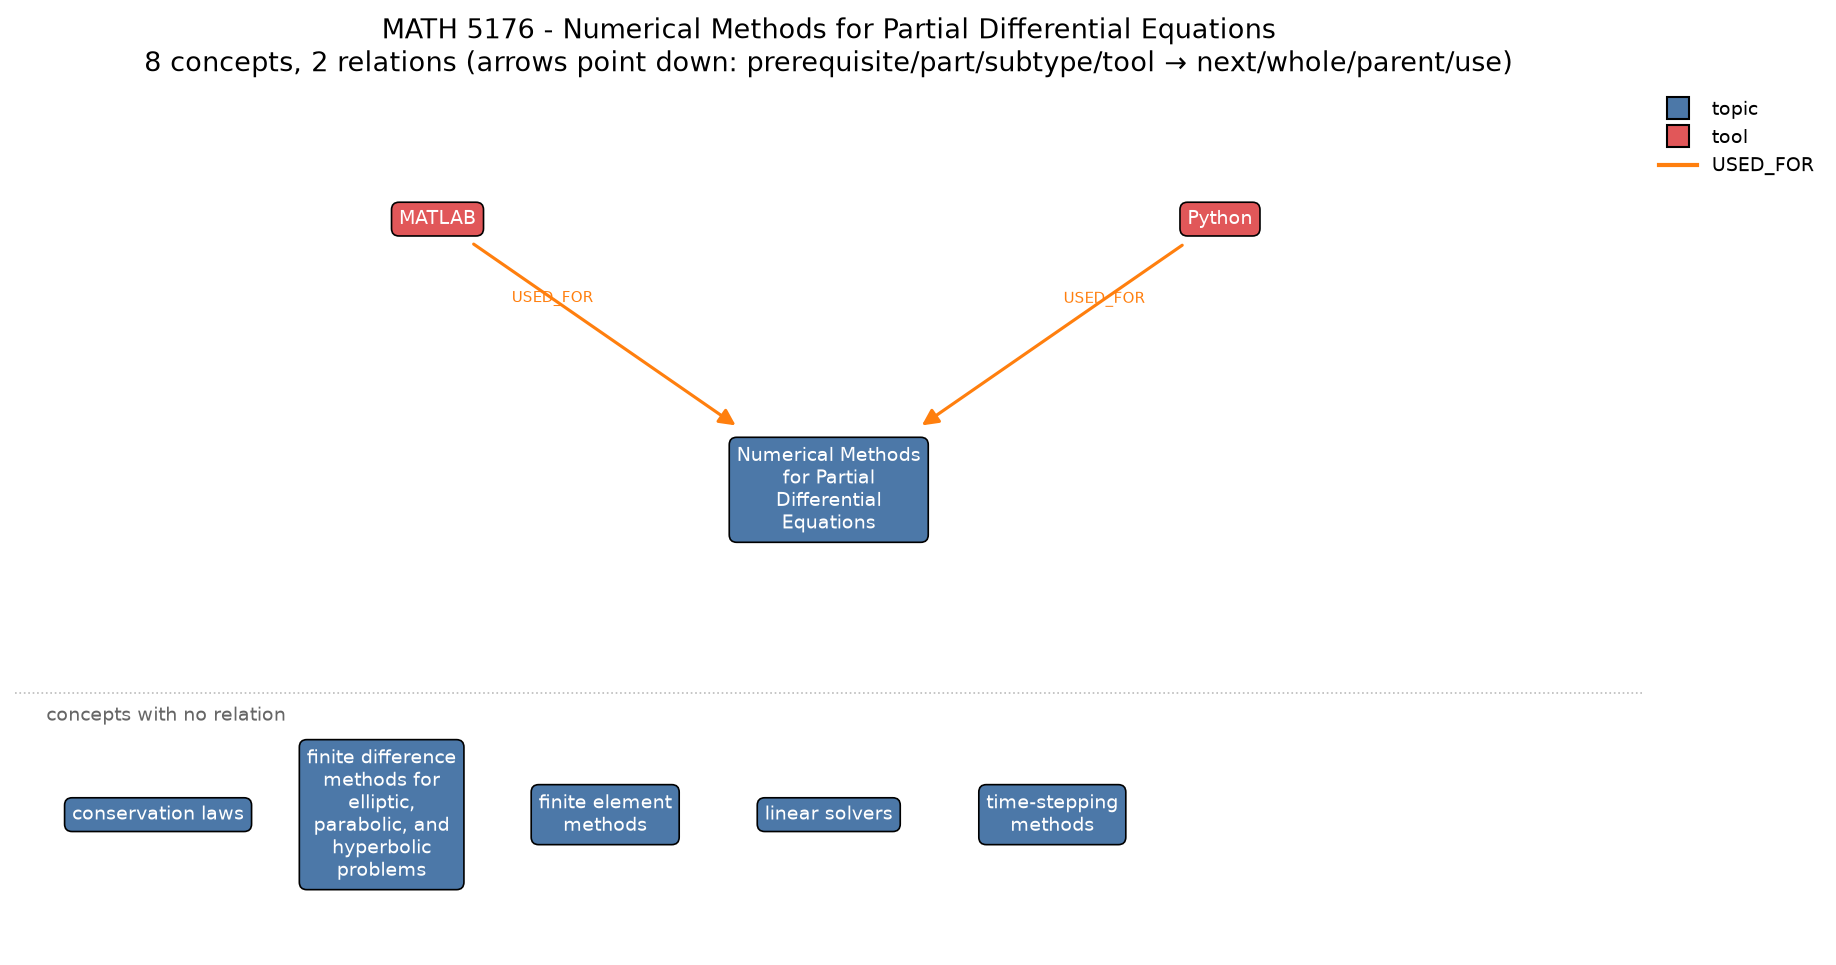 MATH 5176 - Numerical Methods for Partial Differential Equations
8 concepts, 2 relations (arrows point down: prerequisite/part/subtype/tool → next/whole/parent/use)
topic
tool
USED_FOR
MATLAB
Python
USED_FOR
USED_FOR
Numerical Methods
for Partial
Differential
Equations
concepts with no relation
conservation laws
finite difference
methods for
elliptic,
parabolic, and
hyperbolic
problems
finite element
methods
linear solvers
time-stepping
methods